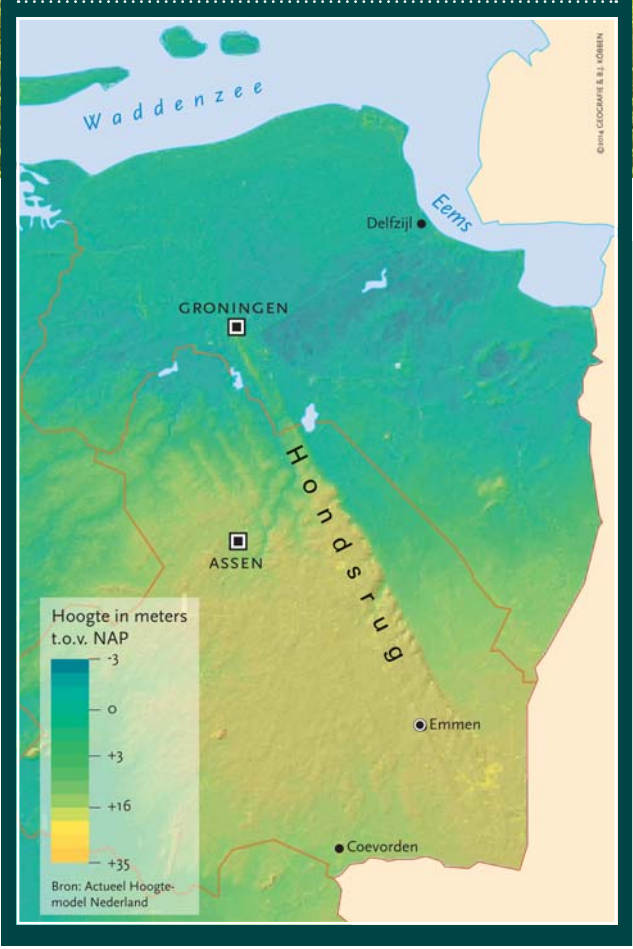 ©2014 GEOGRAFIE & B.J. KÖBBEN
Waddenzee
Eems
Delfzijl
GRONINGEN
Hondsrug
ASSEN
Hoogte in meters
t.o.v. NAP
-3
0
+3
+16
+35
Bron: Actueel Hoogte-
model Nederland
Emmen
Coevorden